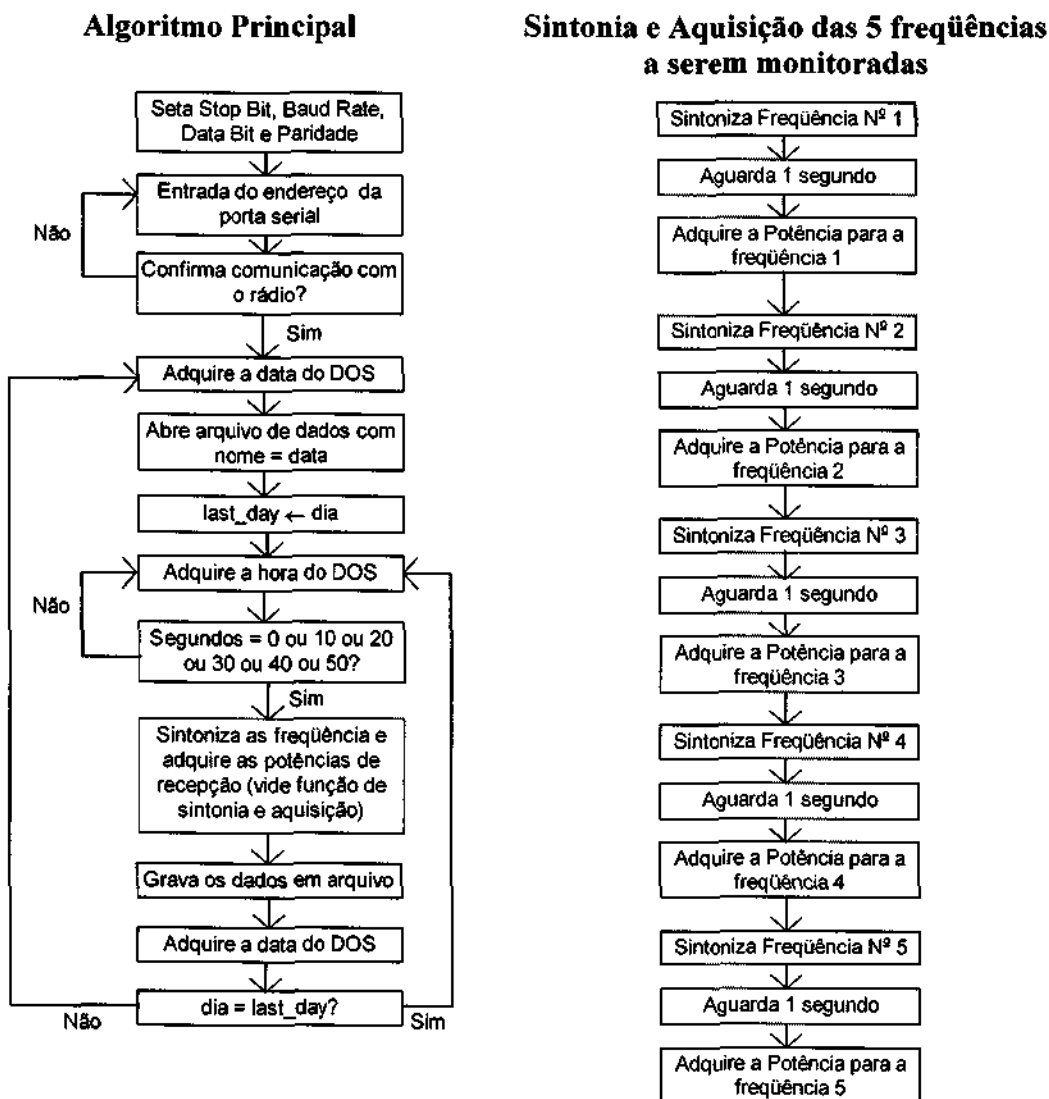 Algoritmo Principal
Seta Stop Bit, Baud Rate,
Data Bit e Paridade
Entrada do endereço da
porta serial
Não
Confirma comunicação com
o rádio?
Sim
Adquire a data do DOS
Abre arquivo de dados com
nome = data
last_day ← dia
Adquire a hora do DOS
Não
Segundos = 0 ou 10 ou 20
ou 30 ou 40 ou 50?
Sim
Sintoniza as freqüência e
adquire as potências de
recepção (vide função de
sintonia e aquisição)
Grava os dados em arquivo
Adquire a data do DOS
dia = last_day?
Não
Sim
Sintonia e Aquisição das 5 freqüências
a serem monitoradas
Sintoniza Freqüência Nº 1
Aguarda 1 segundo
Adquire a Potência para a
freqüência 1
Sintoniza Freqüência Nº 2
Aguarda 1 segundo
Adquire a Potência para a
freqüência 2
Sintoniza Freqüência Nº 3
Aguarda 1 segundo
Adquire a Potência para a
freqüência 3
Sintoniza Freqüência Nº 4
Aguarda 1 segundo
Adquire a Potência para a
freqüência 4
Sintoniza Freqüência Nº 5
Aguarda 1 segundo
Adquire a Potência para a
freqüência 5